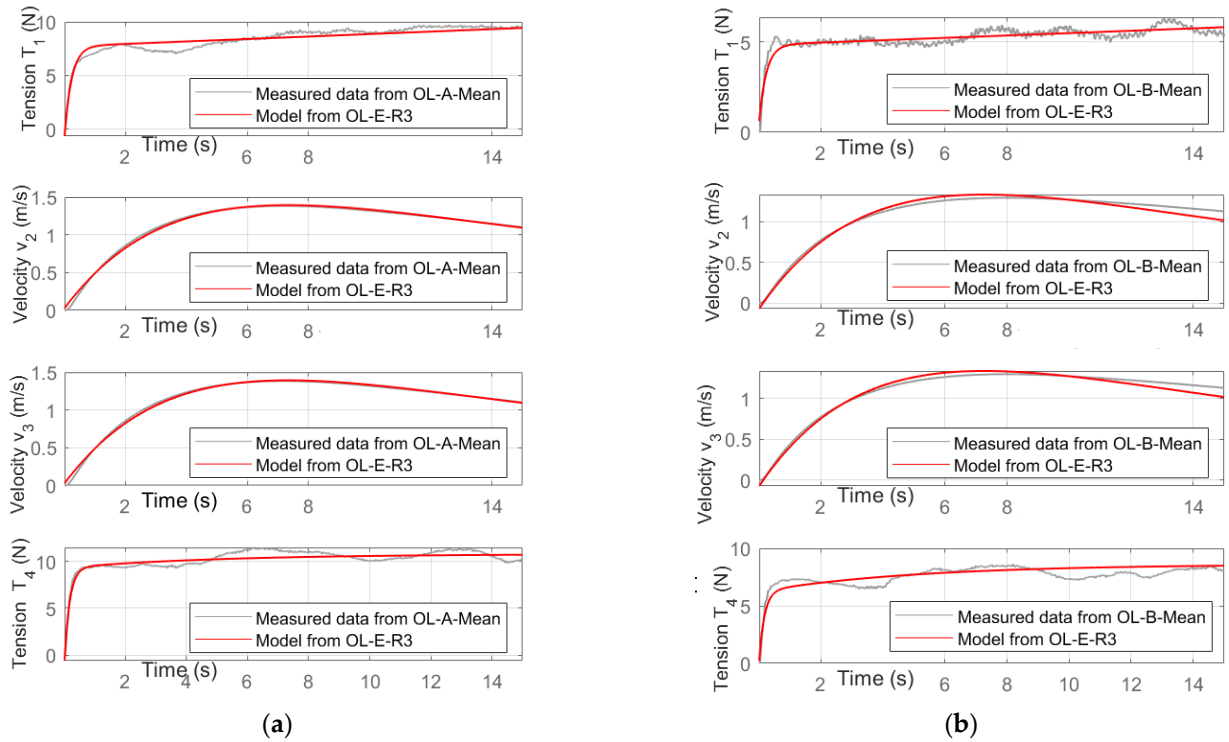 Tension T1 (N)
10
5
0
Measured data from OL-A-Mean
Model from OL-E-R3
2 6 8 14
Time (s)
Velocity v2 (m/s)
1.5
1
0.5
0
Measured data from OL-A-Mean
Model from OL-E-R3
2 6 8 14
Time (s)
Velocity v3 (m/s)
1.5
1
0.5
0
Measured data from OL-A-Mean
Model from OL-E-R3
2 6 8 14
Time (s)
Tension T4 (N)
10
5
0
Measured data from OL-A-Mean
Model from OL-E-R3
2 4 6 8 10 12 14
Time (s)
(a)
Tension T1 (N)
5
0
Measured data from OL-B-Mean
Model from OL-E-R3
2 6 8 14
Time (s)
Velocity v2 (m/s)
1
0.5
0
Measured data from OL-B-Mean
Model from OL-E-R3
2 6 8 14
Time (s)
Velocity v3 (m/s)
1
0.5
0
Measured data from OL-B-Mean
Model from OL-E-R3
2 6 8 14
Time (s)
Tension T4 (N)
10
5
0
Measured data from OL-B-Mean
Model from OL-E-R3
2 6 8 10 12 14
Time (s)
(b)